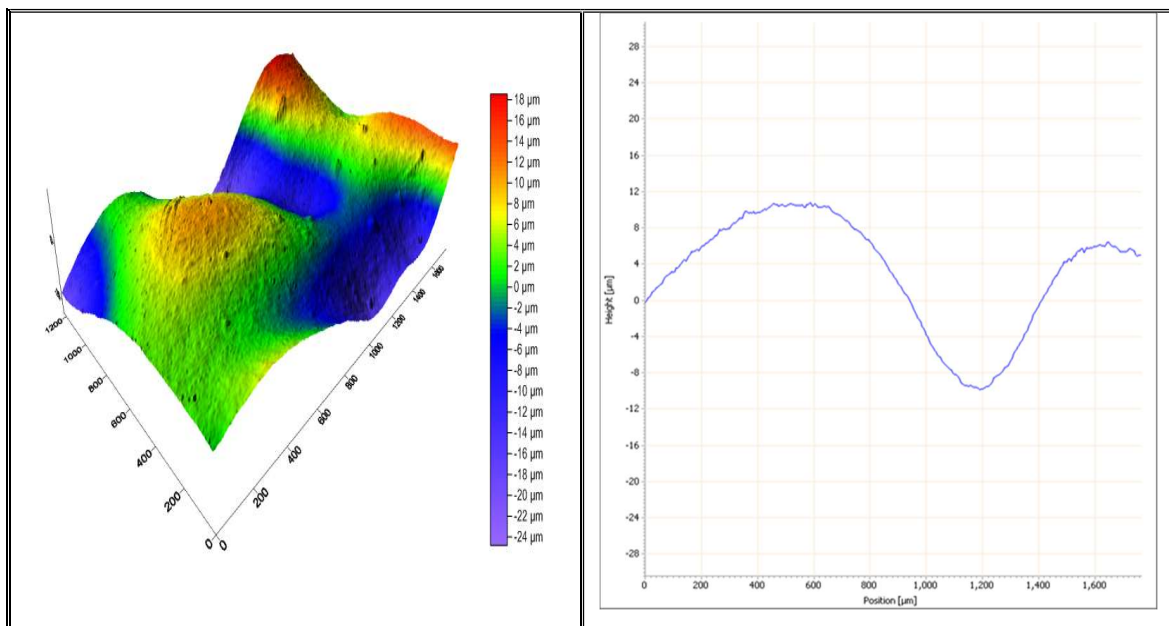 18 µm
16 µm
14 µm
12 µm
10 µm
8 µm
6 µm
4 µm
2 µm
0 µm
-2 µm
-4 µm
-6 µm
-8 µm
-10 µm
-12 µm
-14 µm
-16 µm
-18 µm
-20 µm
-22 µm
-24 µm
1200
1000
800
600
400
200
0
0
200
400
600
800
1000
1200
1400
1600
Height [µm]
28
24
20
16
12
8
4
0
-4
-8
-12
-16
-20
-24
-28
0
200
400
600
800
1,000
1,200
1,400
1,600
Position [µm]